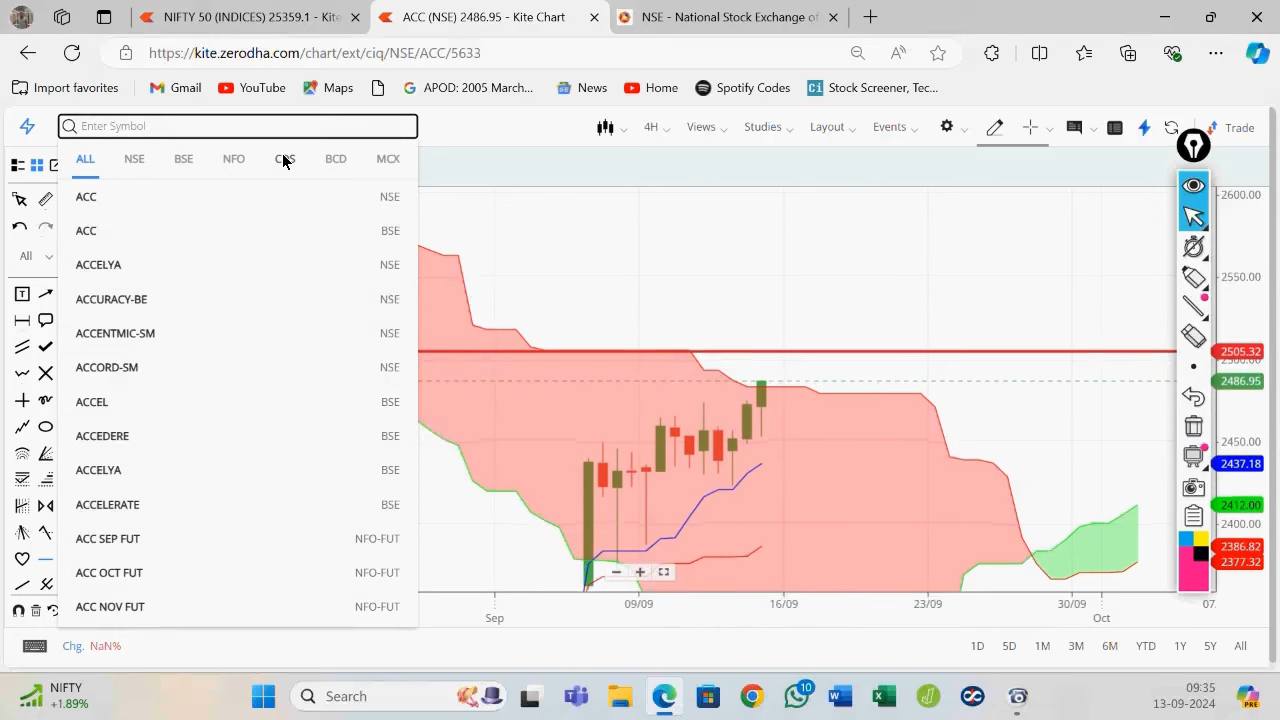 NIFTY 50 (INDICES) 25359.1 - Kite
ACC (NSE) 2486.95 - Kite Chart
NSE - National Stock Exchange of
https://kite.zerodha.com/chart/ext/ciq/NSE/ACC/5633
Import favorites
Gmail
YouTube
Maps
APOD: 2005 March...
News
Home
Spotify Codes
Stock Screener, Tec...
Enter Symbol
4H
Views
Studies
Layout
Events
Trade
ALL NSE BSE NFO CDS BCD MCX
ACC NSE
ACC BSE
ACCELYA NSE
ACCURACY-BE NSE
ACCENTMIC-SM NSE
ACCORD-SM NSE
ACCEL BSE
ACCEDERE BSE
ACCELYA BSE
ACCELERATE BSE
ACC SEP FUT NFO-FUT
ACC OCT FUT NFO-FUT
ACC NOV FUT NFO-FUT
All
T
2600.00
2550.00
2505.32
2500.00
2486.95
2450.00
2437.18
2412.00
2400.00
2386.82
2377.32
09/09 16/09 23/09 30/09 07.
Sep Oct
Chg. NaN%
1D 5D 1M 3M 6M YTD 1Y 5Y All
NIFTY
+1.89%
Search
10
09:35
13-09-2024
PRE